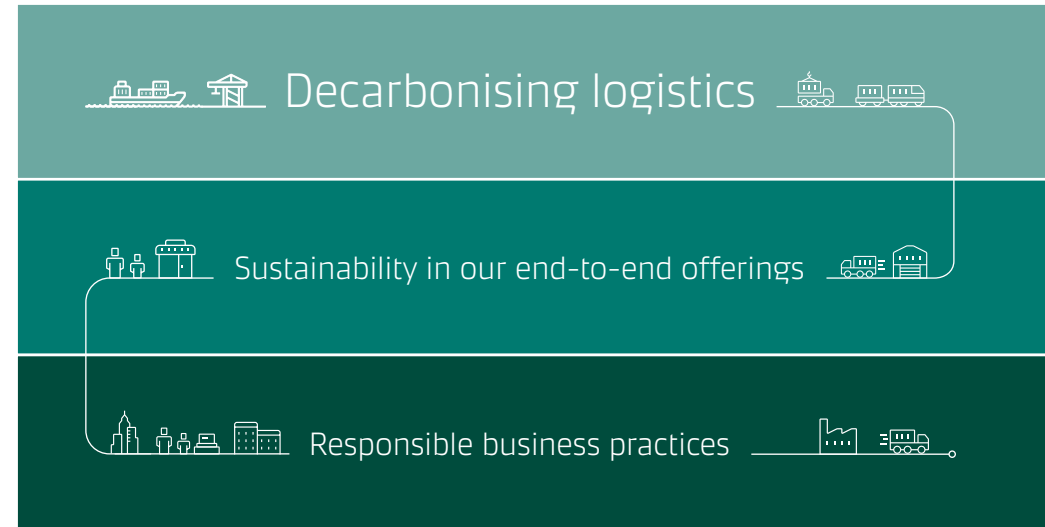 Decarbonising logistics
Sustainability in our end-to-end offerings
Responsible business practices